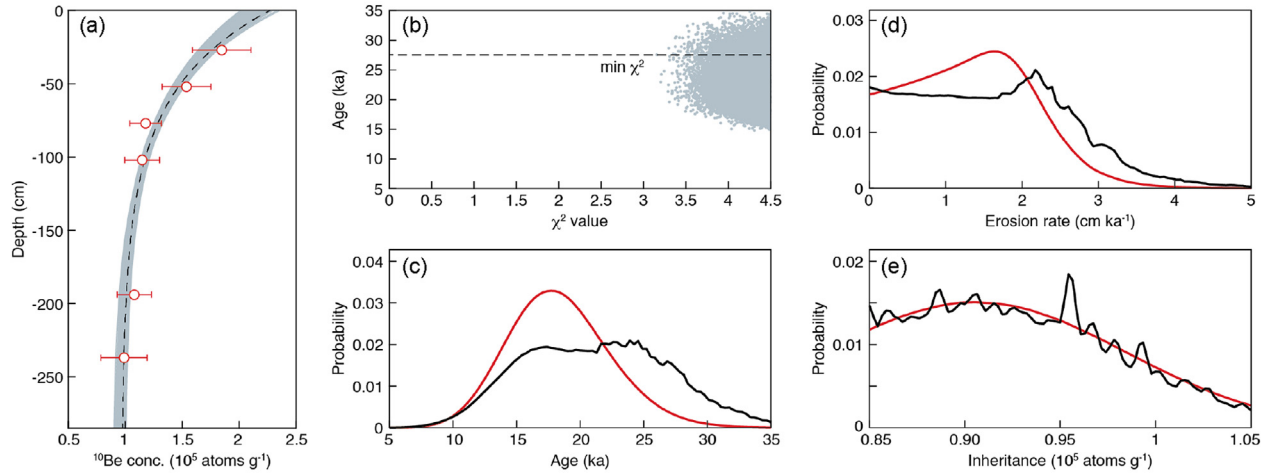 (a)
0
-50
-100
-150
-200
-250
Depth (cm)
0.5 1 1.5 2 2.5
¹⁰Be conc. (10⁵ atoms g⁻¹)
(b)
35
30
25
20
15
10
5
Age (ka)
min χ²
0 0.5 1 1.5 2 2.5 3 3.5 4 4.5
χ² value
(c)
0.04
0.03
0.02
0.01
0
Probability
5 10 15 20 25 30 35
Age (ka)
(d)
0.03
0.02
0.01
0
Probability
0 1 2 3 4 5
Erosion rate (cm ka⁻¹)
(e)
0.02
0.01
0
Probability
0.85 0.90 0.95 1 1.05
Inheritance (10⁵ atoms g⁻¹)